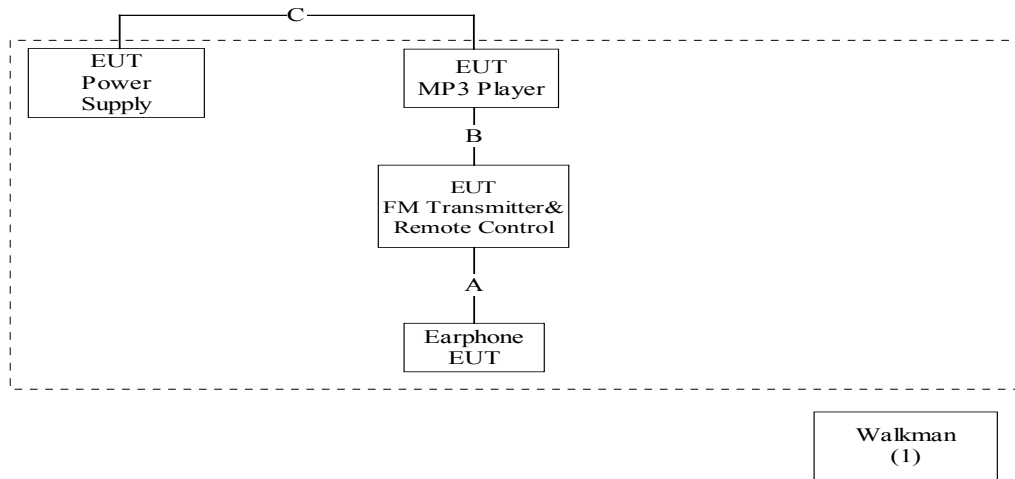 C
EUT
Power
Supply
EUT
MP3 Player
B
EUT
FM Transmitter&
Remote Control
A
Earphone
EUT
Walkman
(1)